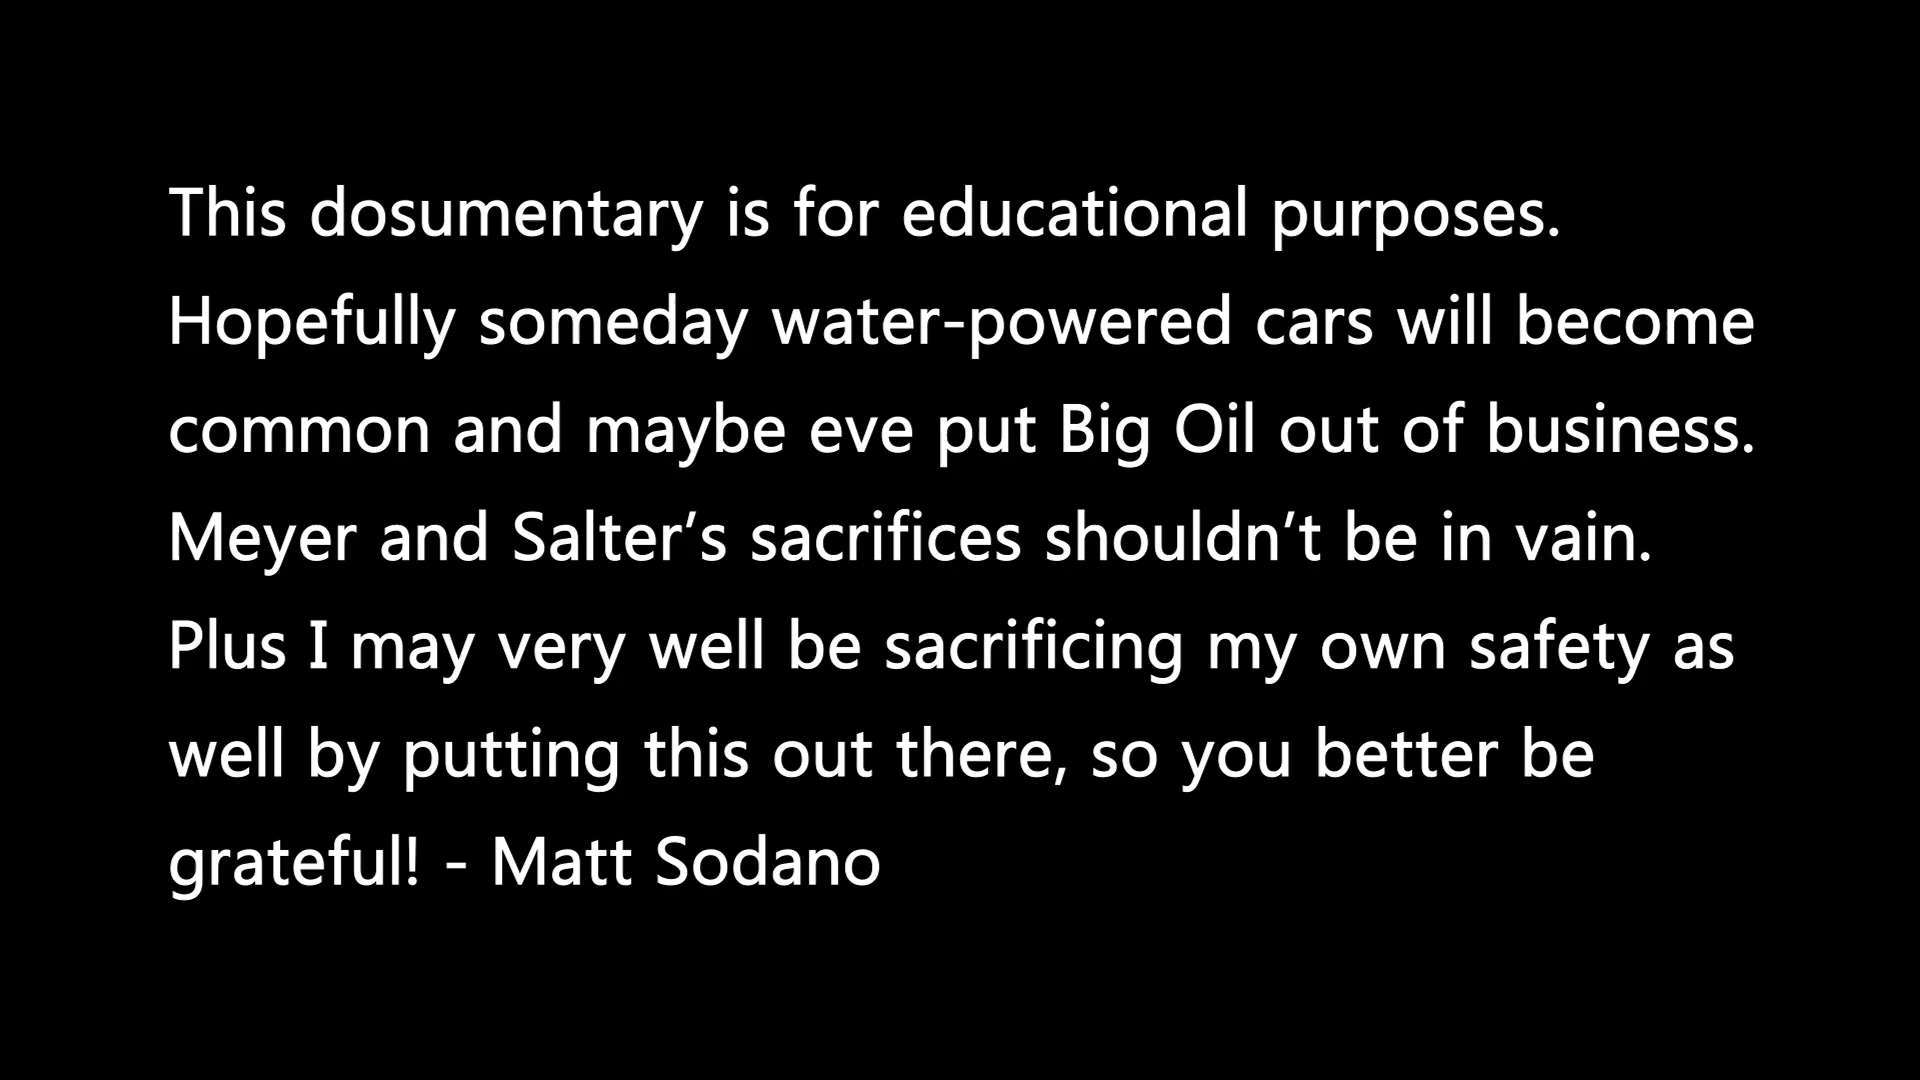 This dosumentary is for educational purposes.
Hopefully someday water-powered cars will become
common and maybe eve put Big Oil out of business.
Meyer and Salter’s sacrifices shouldn’t be in vain.
Plus I may very well be sacrificing my own safety as
well by putting this out there, so you better be
grateful! - Matt Sodano